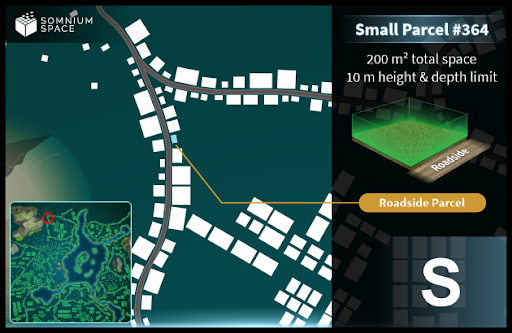 SOMNIUM
SPACE
Small Parcel #364
200 m² total space
10 m height & depth limit
Roadside
Roadside Parcel
S